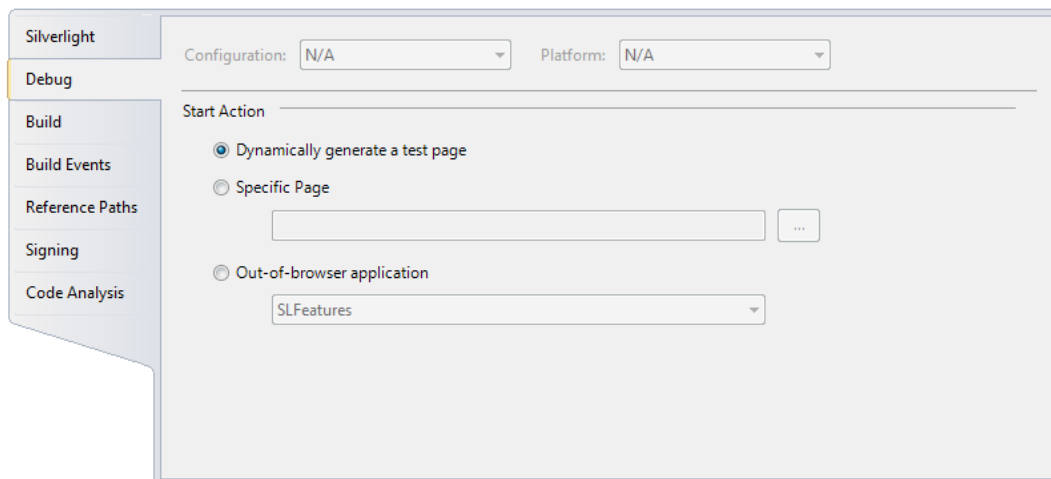 Silverlight
Debug
Build
Build Events
Reference Paths
Signing
Code Analysis
Configuration: N/A Platform: N/A
Start Action
Dynamically generate a test page
Specific Page
...
Out-of-browser application
SLFeatures